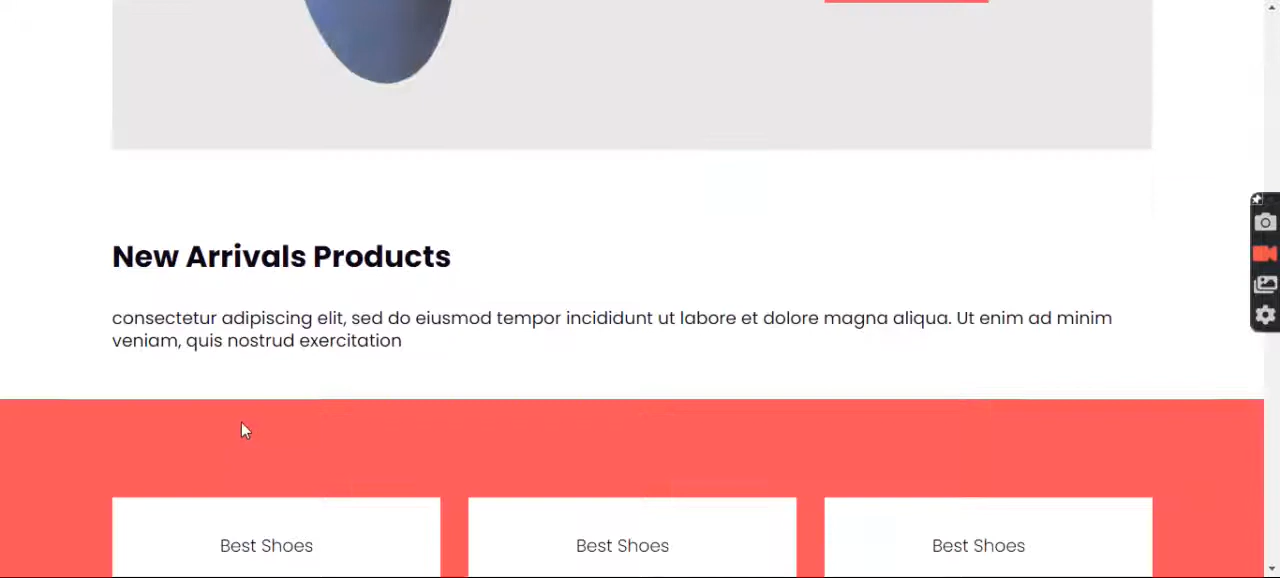 New Arrivals Products
consectetur adipiscing elit, sed do eiusmod tempor incididunt ut labore et dolore magna aliqua. Ut enim ad minim
veniam, quis nostrud exercitation
Best Shoes
Best Shoes
Best Shoes